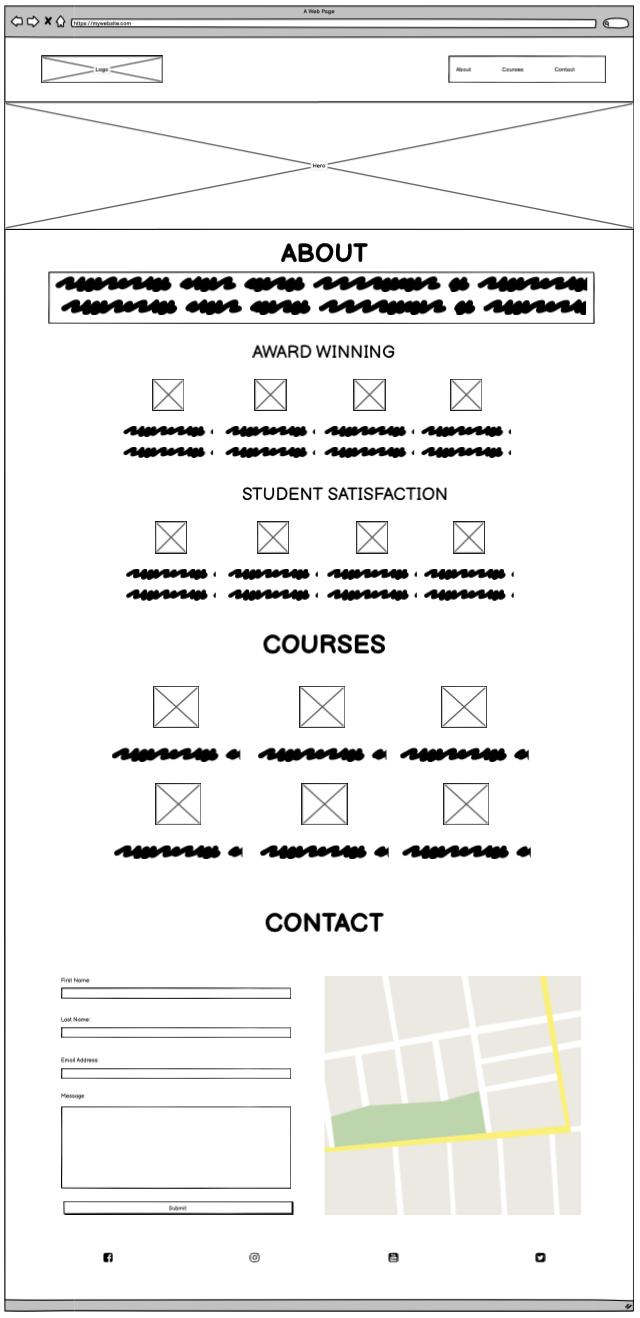 A Web Page
https://mywebsite.com
Logo
About Courses Contact
Hero
ABOUT
AWARD WINNING
STUDENT SATISFACTION
COURSES
CONTACT
First Name:
Last Name:
Email Address:
Message
Submit